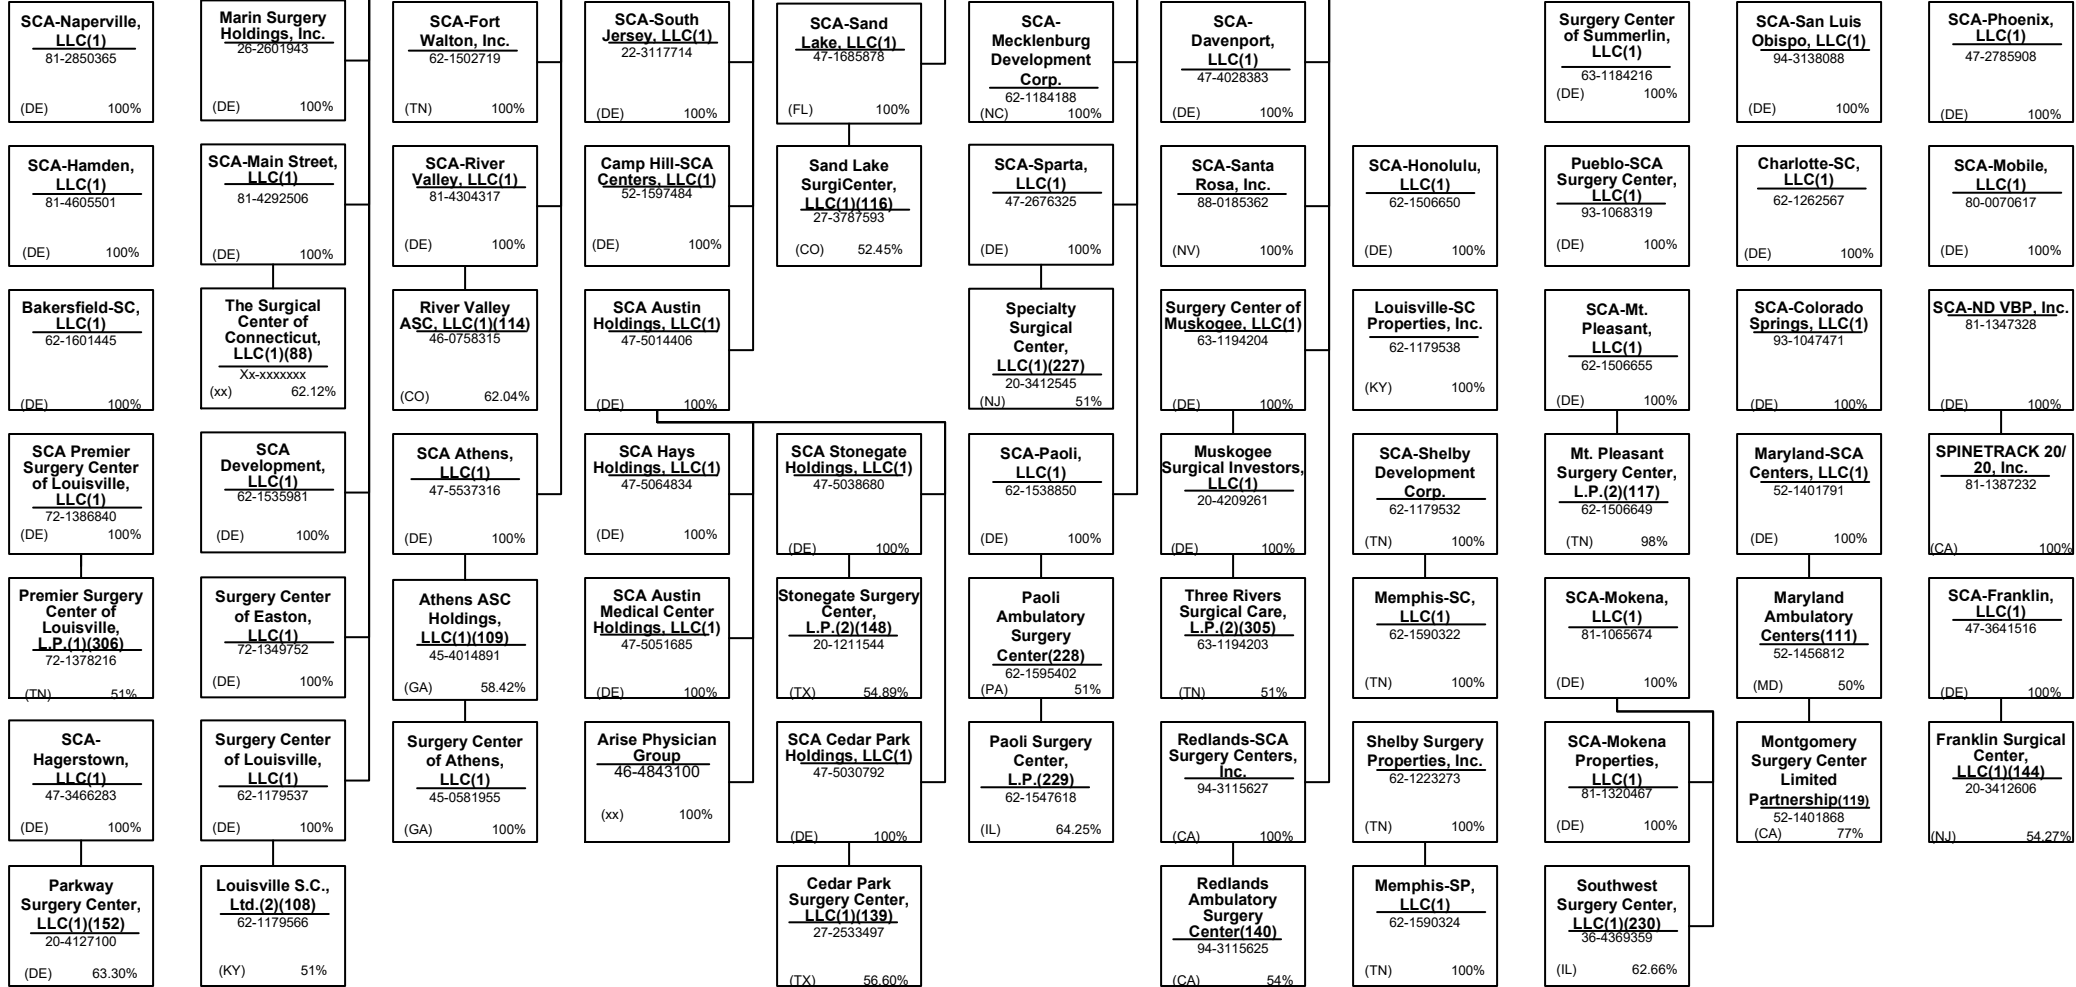 SCA-Naperville,
LLC(1)
81-2850365
(DE) 100%
Marin Surgery
Holdings, Inc.
26-2601943
(DE) 100%
SCA-Fort
Walton, Inc.
62-1502719
(TN) 100%
SCA-South
Jersey, LLC(1)
22-3117714
(DE) 100%
SCA-Sand
Lake, LLC(1)
47-1685878
(FL) 100%
SCA-
Mecklenburg
Development
Corp.
62-1184188
(NC) 100%
SCA-
Davenport,
LLC(1)
47-4028383
(DE) 100%
Surgery Center
of Summerlin,
LLC(1)
63-1184216
(DE) 100%
SCA-San Luis
Obispo, LLC(1)
94-3138088
(DE) 100%
SCA-Phoenix,
LLC(1)
47-2785908
(DE) 100%
SCA-Hamden,
LLC(1)
81-4605501
(DE) 100%
SCA-Main Street,
LLC(1)
81-4292506
(DE) 100%
SCA-River
Valley, LLC(1)
81-4304317
(DE) 100%
Camp Hill-SCA
Centers, LLC(1)
52-1597484
(DE) 100%
Sand Lake
SurgiCenter,
LLC(1)(116)
27-3787593
(CO) 52.45%
SCA-Sparta,
LLC(1)
47-2676325
(DE) 100%
SCA-Santa
Rosa, Inc.
88-0185362
(NV) 100%
SCA-Honolulu,
LLC(1)
62-1506650
(DE) 100%
Pueblo-SCA
Surgery Center,
LLC(1)
93-1068319
(DE) 100%
Charlotte-SC,
LLC(1)
62-1262567
(DE) 100%
SCA-Mobile,
LLC(1)
80-0070617
(DE) 100%
Bakersfield-SC,
LLC(1)
62-1601445
(DE) 100%
The Surgical
Center of
Connecticut,
LLC(1)(88)
Xx-xxxxxxx
(xx) 62.12%
River Valley
ASC, LLC(1)(114)
46-0758315
(CO) 62.04%
SCA Austin
Holdings, LLC(1)
47-5014406
(DE) 100%
Specialty
Surgical
Center,
LLC(1)(227)
20-3412545
(NJ) 51%
Surgery Center of
Muskogee, LLC(1)
63-1194204
(DE) 100%
Louisville-SC
Properties, Inc.
62-1179538
(KY) 100%
SCA-Mt.
Pleasant,
LLC(1)
62-1506655
(DE) 100%
SCA-Colorado
Springs, LLC(1)
93-1047471
(DE) 100%
SCA-ND VBP, Inc.
81-1347328
(DE) 100%
SCA Premier
Surgery Center
of Louisville,
LLC(1)
72-1386840
(DE) 100%
SCA
Development,
LLC(1)
62-1535981
(DE) 100%
SCA Athens,
LLC(1)
47-5537316
(DE) 100%
SCA Hays
Holdings, LLC(1)
47-5064834
(DE) 100%
SCA Stonegate
Holdings, LLC(1)
47-5038680
(DE) 100%
SCA-Paoli,
LLC(1)
62-1538850
(DE) 100%
Muskogee
Surgical Investors,
LLC(1)
20-4209261
(DE) 100%
SCA-Shelby
Development
Corp.
62-1179532
(TN) 100%
Mt. Pleasant
Surgery Center,
L.P.(2)(117)
62-1506649
(TN) 98%
Maryland-SCA
Centers, LLC(1)
52-1401791
(DE) 100%
SPINETRACK 20/
20, Inc.
81-1387232
(CA) 100%
Premier Surgery
Center of
Louisville,
L.P.(1)(306)
72-1378216
(TN) 51%
Surgery Center
of Easton,
LLC(1)
72-1349752
(DE) 100%
Athens ASC
Holdings,
LLC(1)(109)
45-4014891
(GA) 58.42%
SCA Austin
Medical Center
Holdings, LLC(1)
47-5051685
(DE) 100%
Stonegate Surgery
Center,
L.P.(2)(148)
20-1211544
(TX) 54.89%
Paoli
Ambulatory
Surgery
Center(228)
62-1595402
(PA) 51%
Three Rivers
Surgical Care,
L.P.(2)(305)
63-1194203
(TN) 51%
Memphis-SC,
LLC(1)
62-1590322
(TN) 100%
SCA-Mokena,
LLC(1)
81-1065674
(DE) 100%
Maryland
Ambulatory
Centers(111)
52-1456812
(MD) 50%
SCA-Franklin,
LLC(1)
47-3641516
(DE) 100%
SCA-
Hagerstown,
LLC(1)
47-3466283
(DE) 100%
Surgery Center
of Louisville,
LLC(1)
62-1179537
(DE) 100%
Surgery Center
of Athens,
LLC(1)
45-0581955
(GA) 100%
Arise Physician
Group
46-4843100
(xx) 100%
SCA Cedar Park
Holdings, LLC(1)
47-5030792
(DE) 100%
Paoli Surgery
Center,
L.P.(229)
62-1547618
(IL) 64.25%
Redlands-SCA
Surgery Centers,
Inc.
94-3115627
(CA) 100%
Shelby Surgery
Properties, Inc.
62-1223273
(TN) 100%
SCA-Mokena
Properties,
LLC(1)
81-1320467
(DE) 100%
Montgomery
Surgery Center
Limited
Partnership(119)
52-1401868
(CA) 77%
Franklin Surgical
Center,
LLC(1)(144)
20-3412606
(NJ) 54.27%
Parkway
Surgery Center,
LLC(1)(152)
20-4127100
(DE) 63.30%
Louisville S.C.,
Ltd.(2)(108)
62-1179566
(KY) 51%
Cedar Park
Surgery Center,
LLC(1)(139)
27-2533497
(TX) 56.60%
Redlands
Ambulatory
Surgery
Center(140)
94-3115625
(CA) 54%
Memphis-SP,
LLC(1)
62-1590324
(TN) 100%
Southwest
Surgery Center,
LLC(1)(230)
36-4369359
(IL) 62.66%